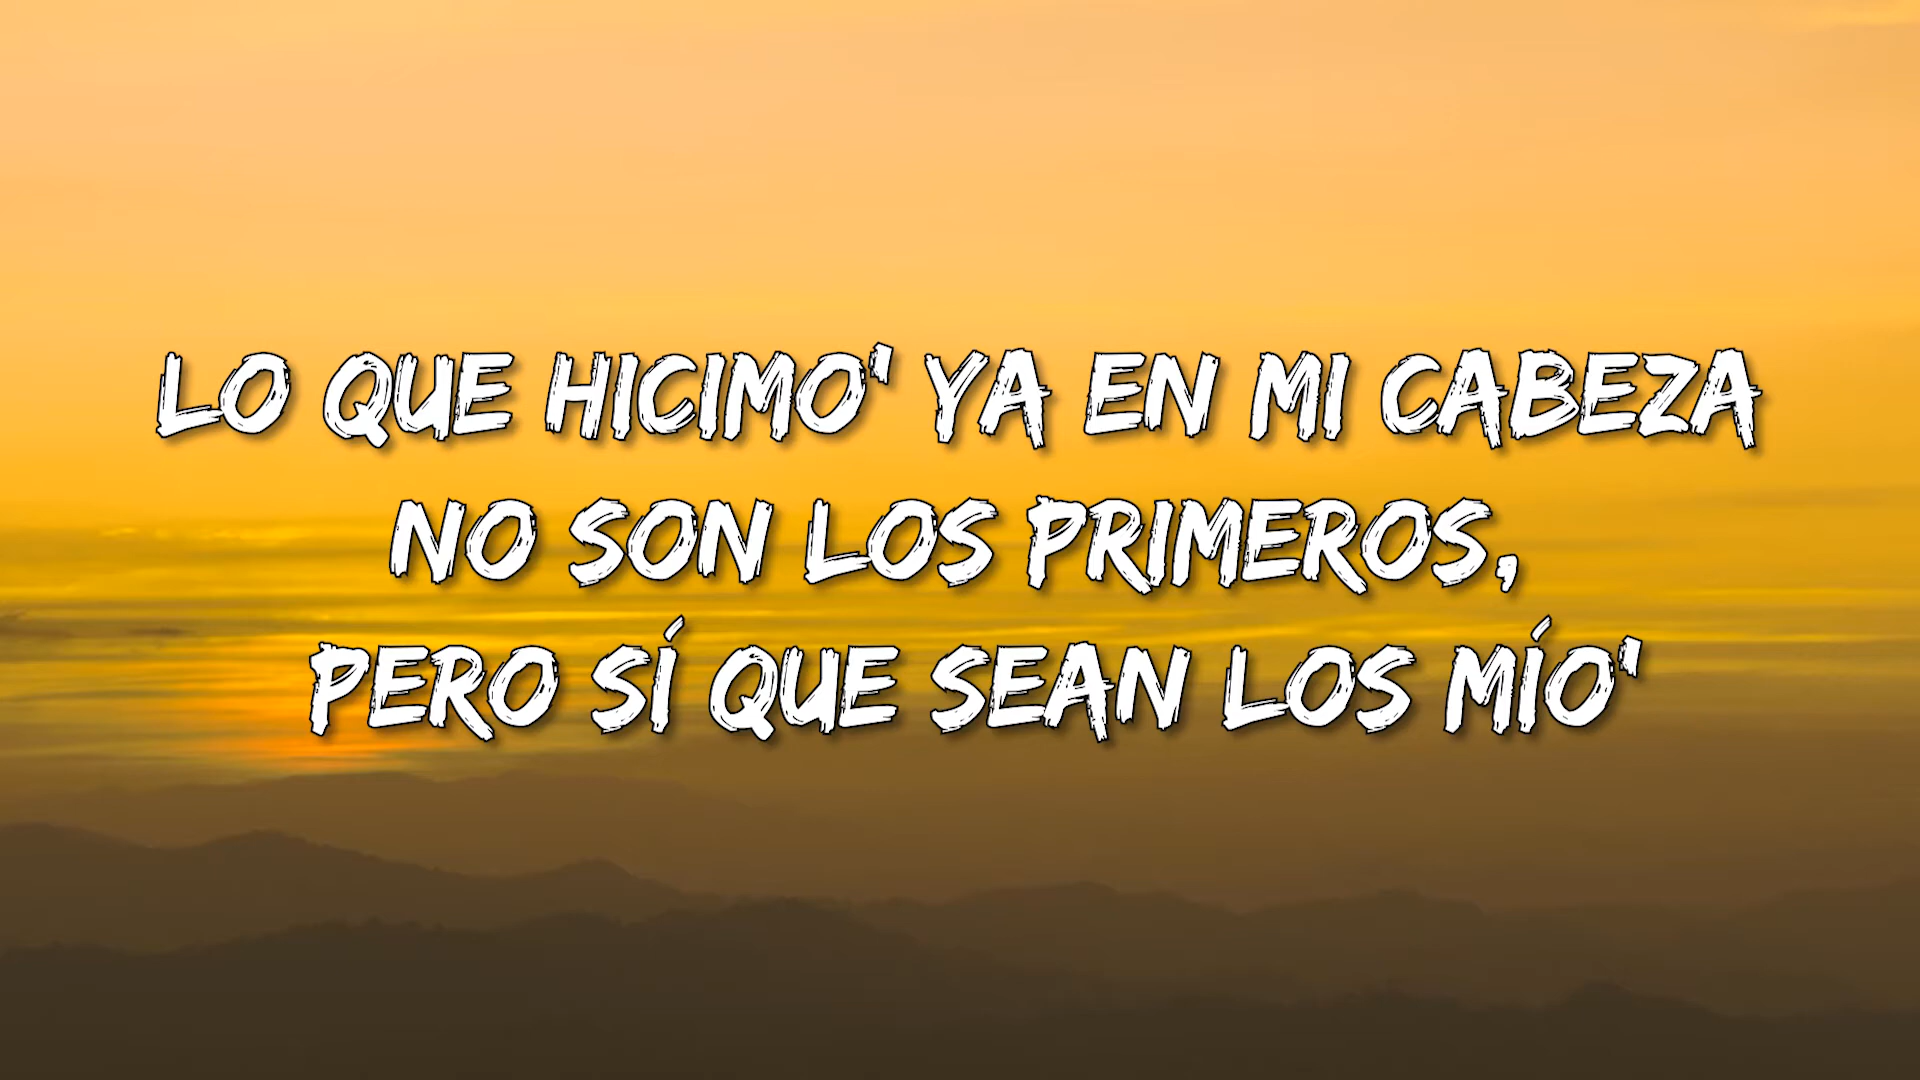 LO QUE HICIMO' YA EN MI CABEZA
NO SON LOS PRIMEROS,
PERO SÍ QUE SEAN LOS MÍO'